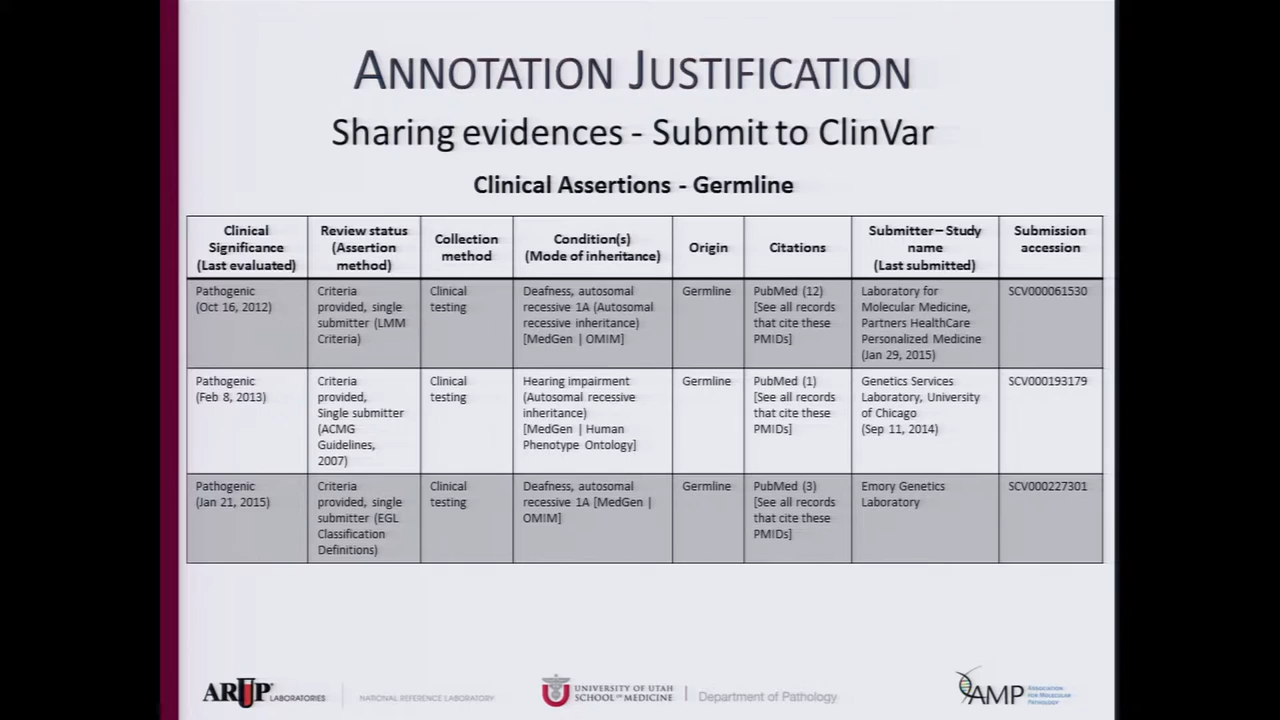 ANNOTATION JUSTIFICATION
Sharing evidences - Submit to ClinVar
Clinical Assertions - Germline
Clinical
Significance
(Last evaluated)
Review status
(Assertion
method)
Collection
method
Condition(s)
(Mode of inheritance)
Origin
Citations
Submitter – Study
name
(Last submitted)
Submission
accession
Pathogenic
(Oct 16, 2012)
Criteria
provided, single
submitter (LMM
Criteria)
Clinical
testing
Deafness, autosomal
recessive 1A (Autosomal
recessive inheritance)
[MedGen | OMIM]
Germline
PubMed (12)
[See all records
that cite these
PMIDs]
Laboratory for
Molecular Medicine,
Partners HealthCare
Personalized Medicine
(Jan 29, 2015)
SCV000061530
Pathogenic
(Feb 8, 2013)
Criteria
provided,
Single submitter
(ACMG
Guidelines,
2007)
Clinical
testing
Hearing impairment
(Autosomal recessive
inheritance)
[MedGen | Human
Phenotype Ontology]
Germline
PubMed (1)
[See all records
that cite these
PMIDs]
Genetics Services
Laboratory, University
of Chicago
(Sep 11, 2014)
SCV000193179
Pathogenic
(Jan 21, 2015)
Criteria
provided, single
submitter (EGL
Classification
Definitions)
Clinical
testing
Deafness, autosomal
recessive 1A [MedGen |
OMIM]
Germline
PubMed (3)
[See all records
that cite these
PMIDs]
Emory Genetics
Laboratory
SCV000227301
ARUP LABORATORIES
NATIONAL REFERENCE LABORATORY
UNIVERSITY OF UTAH
SCHOOL OF MEDICINE
Department of Pathology
AMP
ASSOCIATION
FOR MOLECULAR
PATHOLOGY